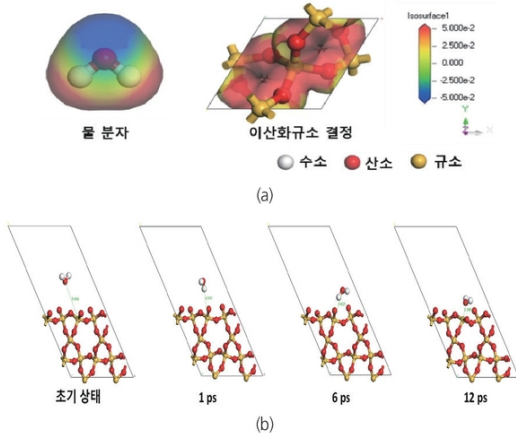 Isosurface1
5.000e-2
2.500e-2
0.000
-2.500e-2
-5.000e-2
Y
Z X
물 분자
이산화규소 결정
수소 산소 규소
(a)
초기 상태 1 ps 6 ps 12 ps
(b)